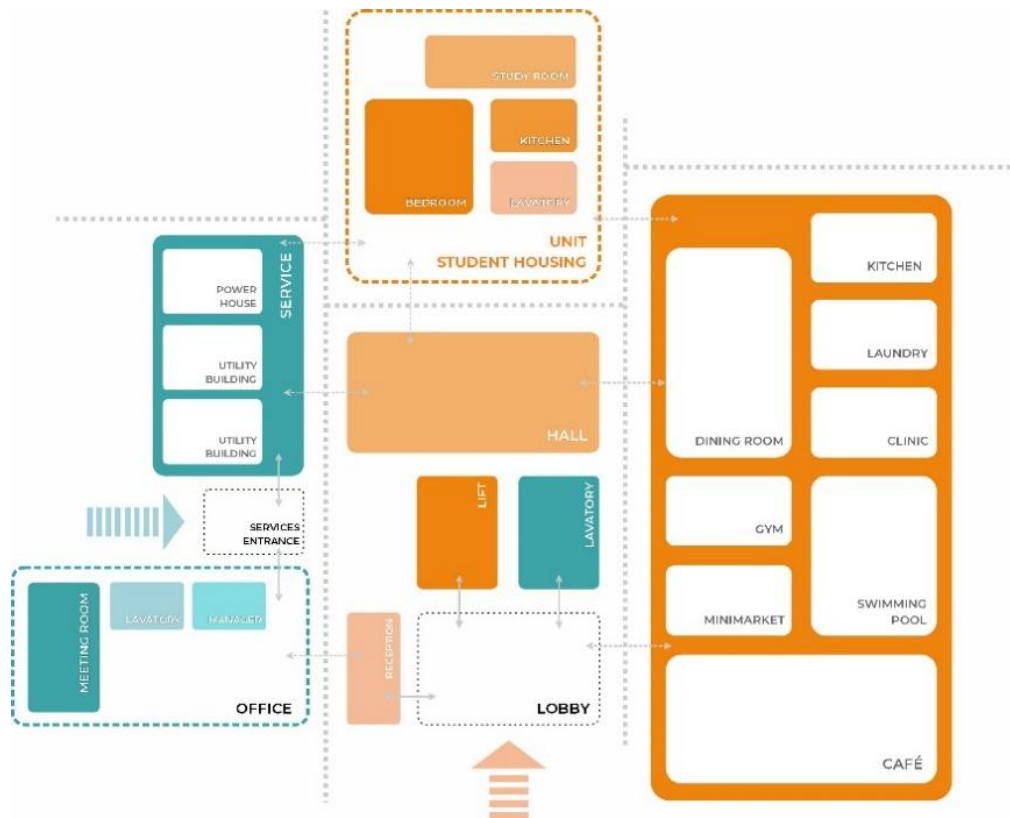 STUDY ROOM
KITCHEN
BEDROOM
LAVATORY
UNIT
STUDENT HOUSING
SERVICE
POWER
HOUSE
UTILITY
BUILDING
UTILITY
BUILDING
SERVICES
ENTRANCE
MEETING ROOM
LAVATORY
MANAGER
OFFICE
HALL
LIFT
LAVATORY
RECEPTION
LOBBY
KITCHEN
LAUNDRY
DINING ROOM
CLINIC
GYM
MINIMARKET
SWIMMING
POOL
CAFÉ